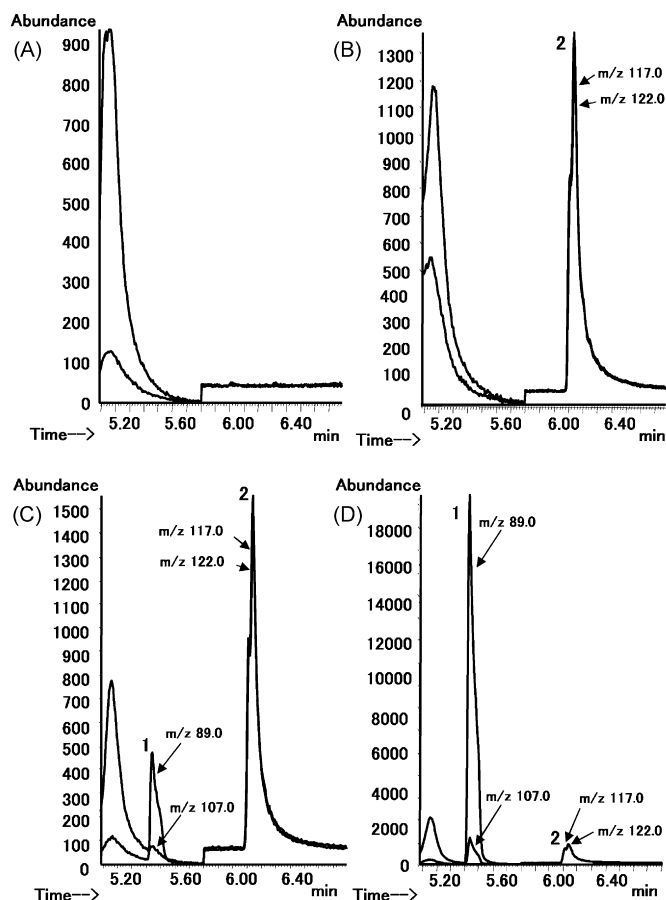 Abundance
(A)
900
800
700
600
500
400
300
200
100
0
5.20 5.60 6.00 6.40
Time--> min
Abundance
(B)
2
m/z 117.0
m/z 122.0
1300
1200
1100
1000
900
800
700
600
500
400
300
200
100
0
5.20 5.60 6.00 6.40
Time--> min
Abundance
(C)
2
m/z 117.0
m/z 122.0
1
m/z 89.0
m/z 107.0
1500
1400
1300
1200
1100
1000
900
800
700
600
500
400
300
200
100
0
5.20 5.60 6.00 6.40
Time--> min
Abundance
(D)
1
m/z 89.0
m/z 107.0
m/z 117.0
2
m/z 122.0
18000
16000
14000
12000
10000
8000
6000
4000
2000
0
5.20 5.60 6.00 6.40
Time--> min